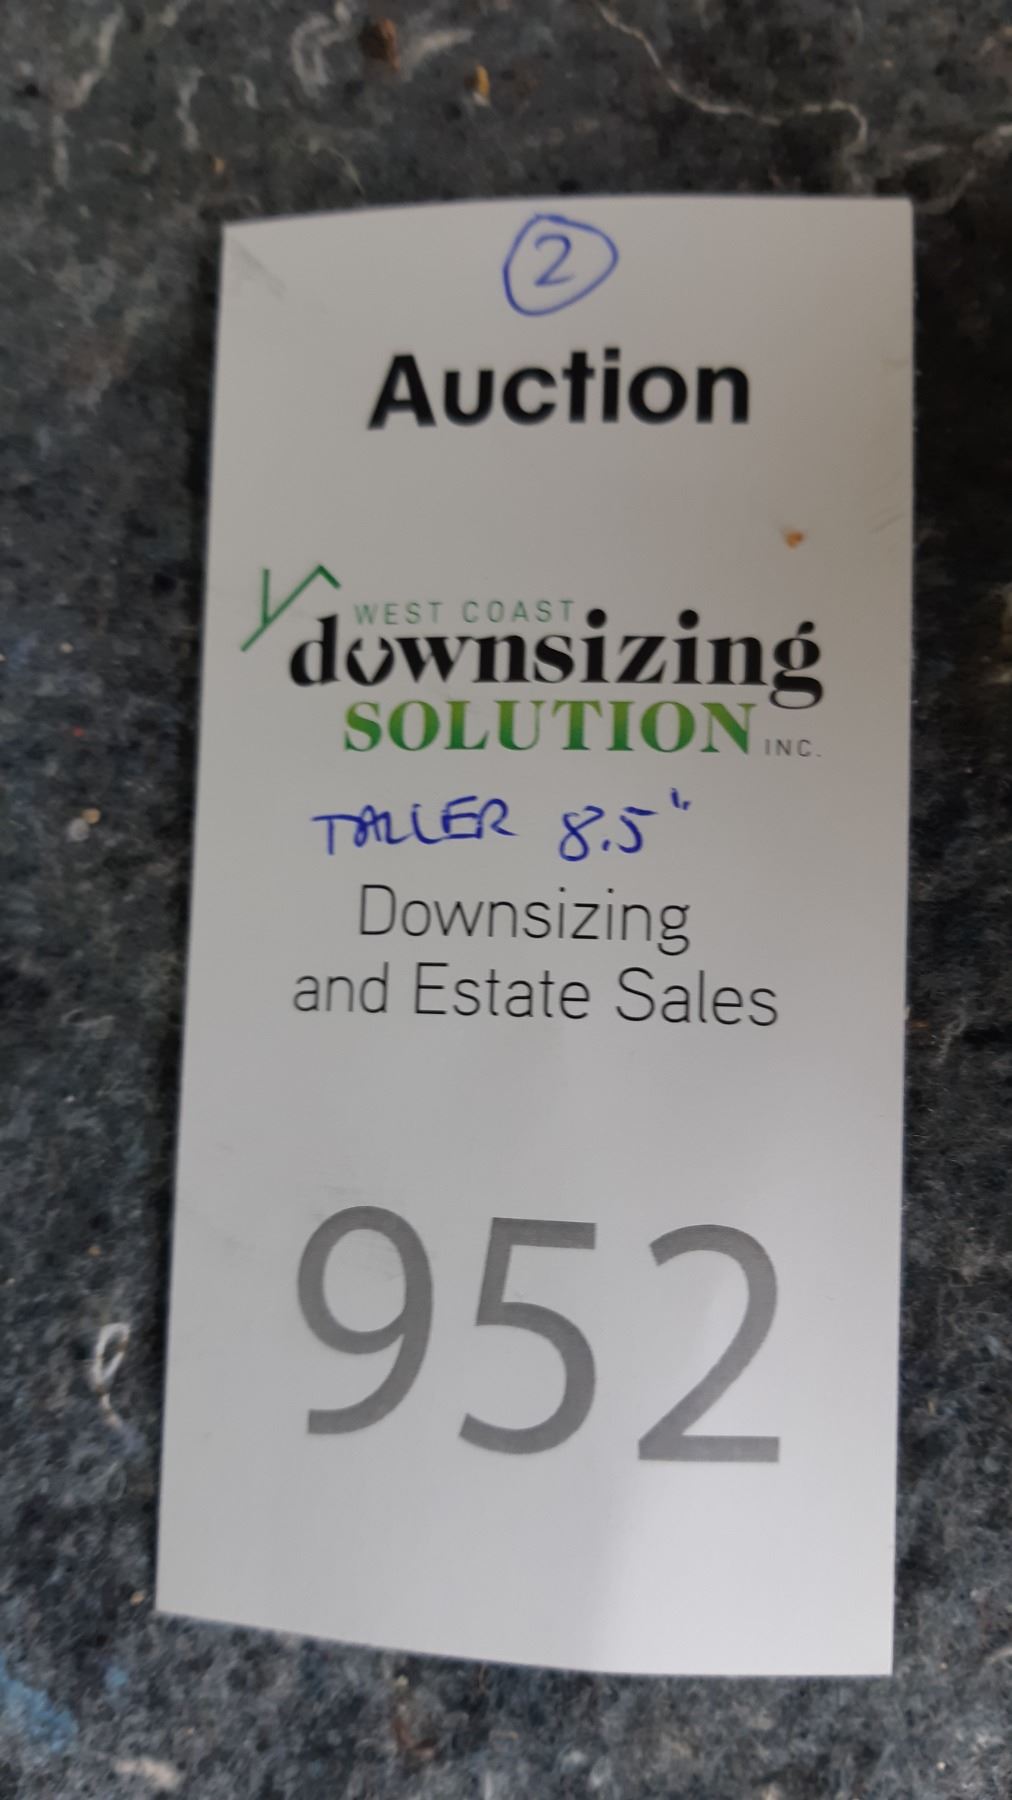 2
Auction
WEST COAST
downsizing
SOLUTION INC.
TALLER 8.5"
Downsizing
and Estate Sales
952